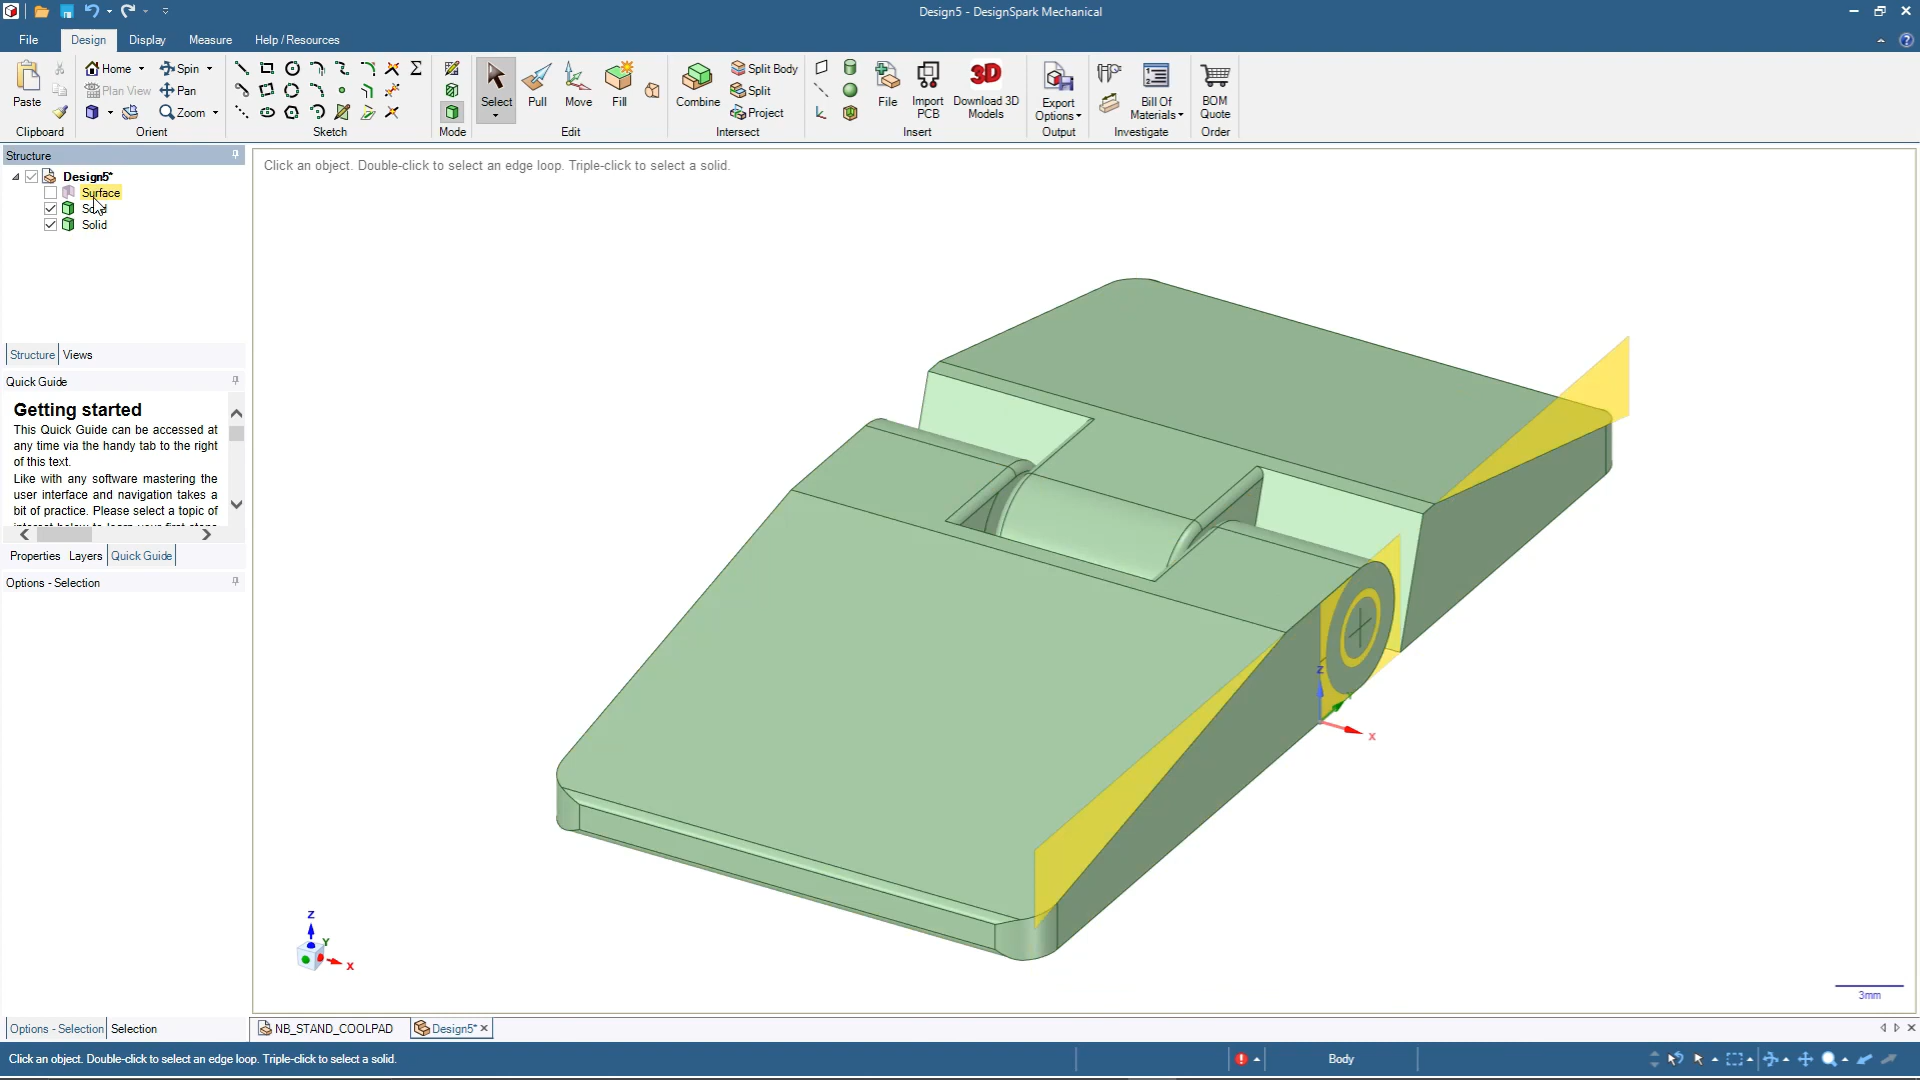 Design5 - DesignSpark Mechanical
File Design Display Measure Help / Resources
Home Spin Split Body
Plan View Pan Split
Zoom Project
Paste Select Pull Move Fill Combine File Import PCB 3D Download 3D Models Export Options Bill Of Materials BOM Quote
Clipboard Orient Sketch Mode Edit Intersect Insert Output Investigate Order
Structure
Click an object. Double-click to select an edge loop. Triple-click to select a solid.
Design5*
Surface
Solid
Structure Views
Quick Guide
Getting started
This Quick Guide can be accessed at
any time via the handy tab to the right
of this text.
Like with any software mastering the
user interface and navigation takes a
bit of practice. Please select a topic of
Properties Layers Quick Guide
Options - Selection
Z
X
Z
Y
X
3mm
Options - Selection Selection NB_STAND_COOLPAD Design5*
Click an object. Double-click to select an edge loop. Triple-click to select a solid. Body